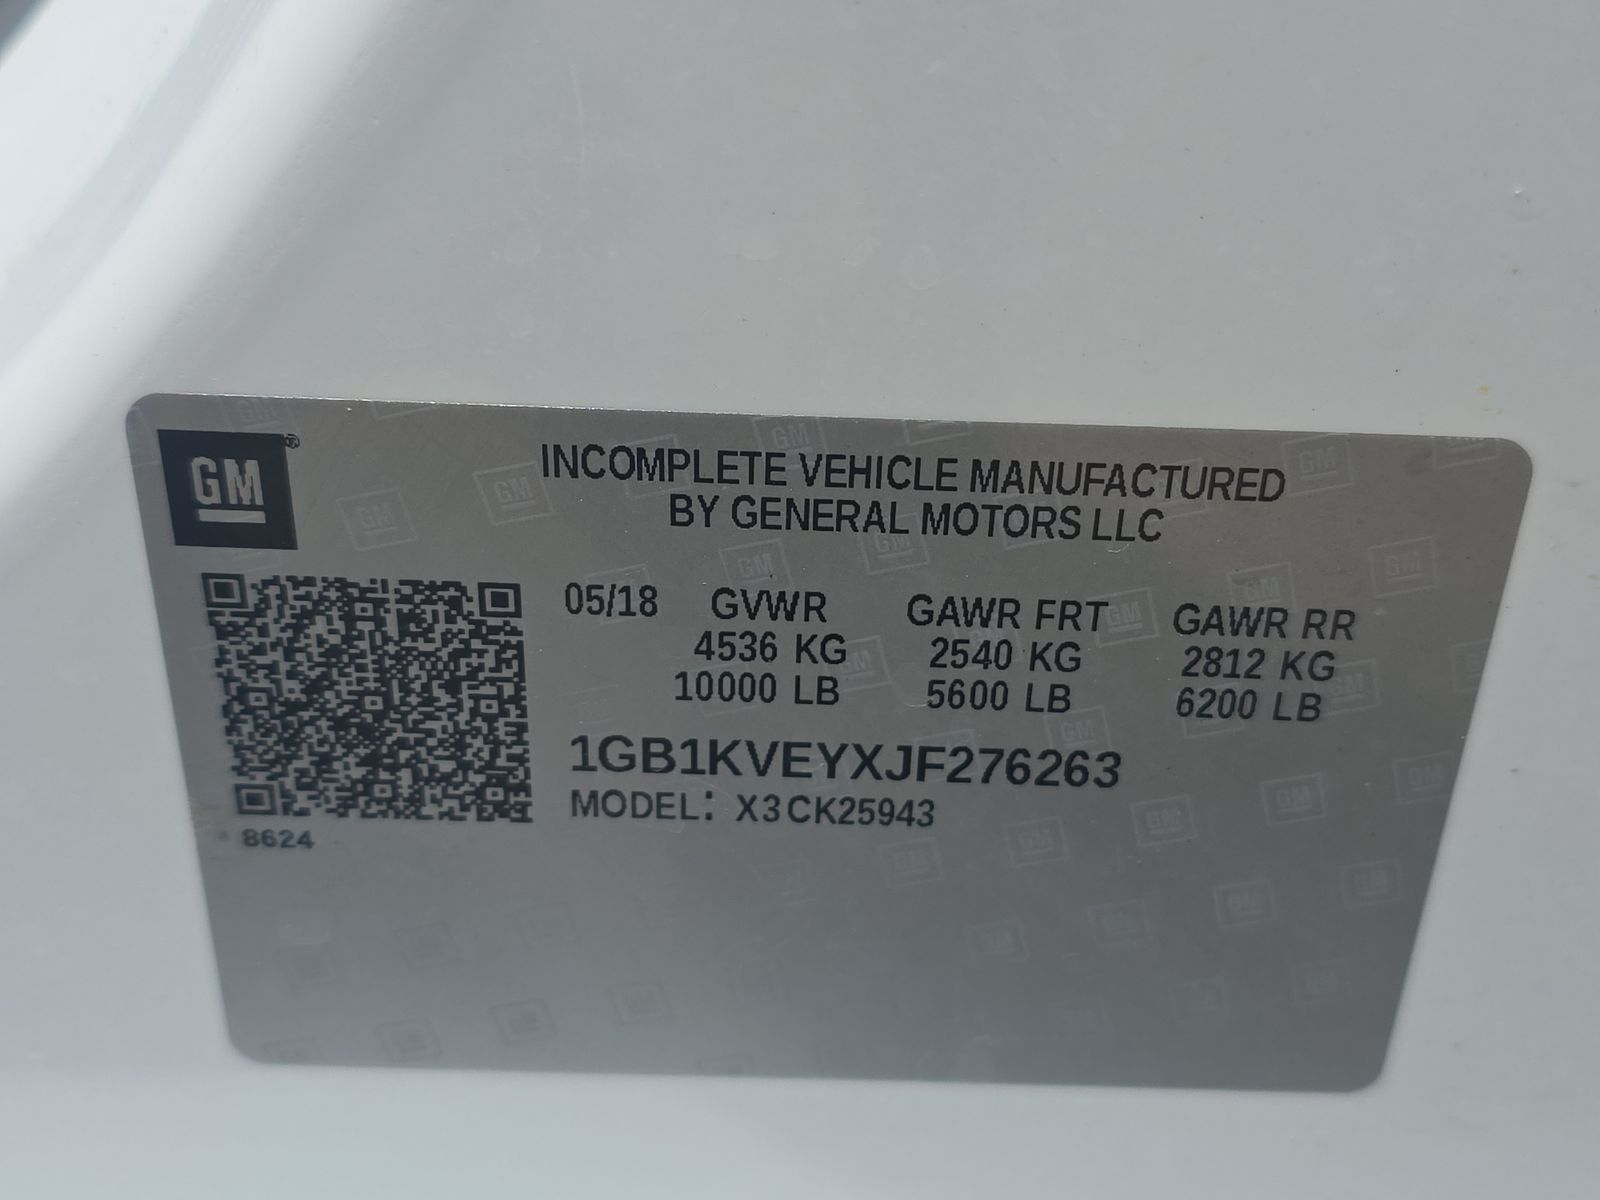 GM ®
INCOMPLETE VEHICLE MANUFACTURED
BY GENERAL MOTORS LLC
05/18 GVWR GAWR FRT GAWR RR
4536 KG 2540 KG 2812 KG
10000 LB 5600 LB 6200 LB
1GB1KVEYXJF276263
MODEL: X3CK25943
8624